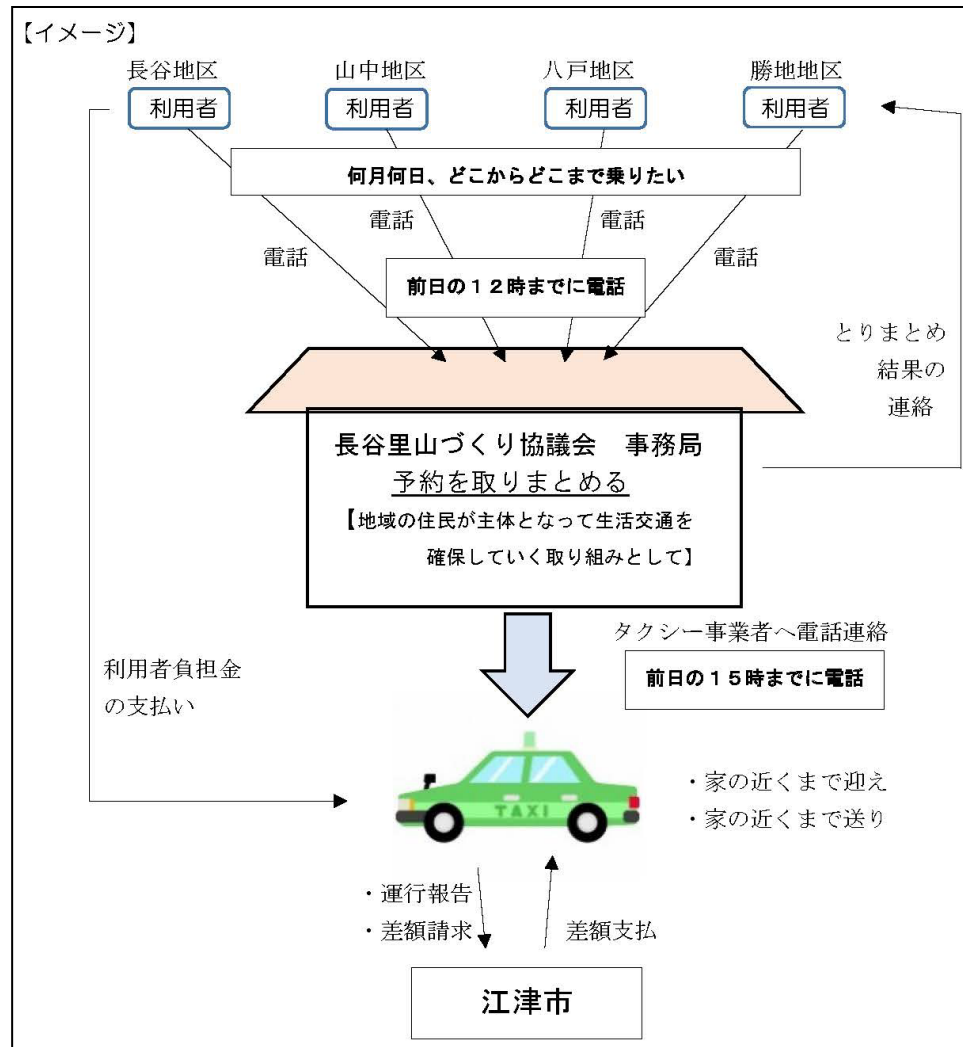 【イメージ】
長谷地区
山中地区
八戸地区
勝地地区
利用者
利用者
利用者
利用者
何月何日、どこからどこまで乗りたい
電話
電話
電話
電話
前日の１２時までに電話
とりまとめ
結果の
連絡
長谷里山づくり協議会　事務局
予約を取りまとめる
【地域の住民が主体となって生活交通を
確保していく取り組みとして】
タクシー事業者へ電話連絡
前日の１５時までに電話
利用者負担金
の支払い
TAXI
・家の近くまで迎え
・家の近くまで送り
・運行報告
・差額請求
差額支払
江津市